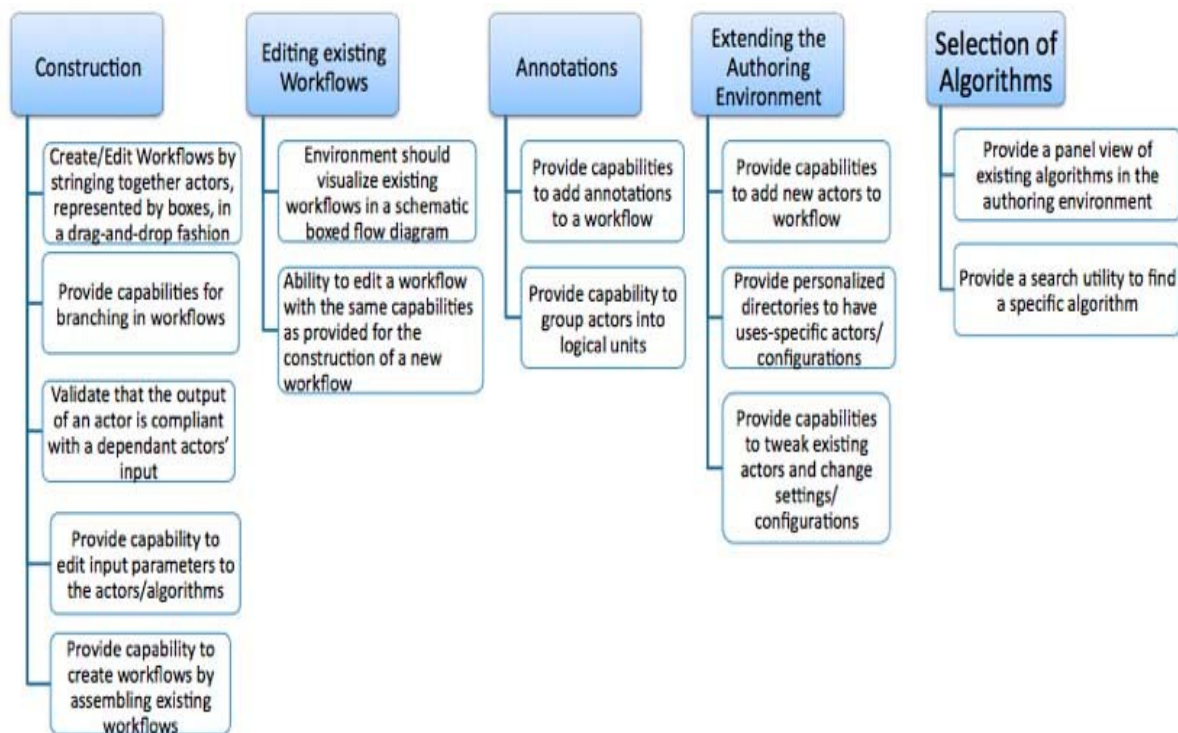 Construction
Create/Edit Workflows by
stringing together actors,
represented by boxes, in
a drag-and-drop fashion
Provide capabilities for
branching in workflows
Validate that the output
of an actor is compliant
with a dependant actors'
input
Provide capability to
edit input parameters to
the actors/algorithms
Provide capability to
create workflows by
assembling existing
workflows
Editing existing
Workflows
Environment should
visualize existing
workflows in a schematic
boxed flow diagram
Ability to edit a workflow
with the same capabilities
as provided for the
construction of a new
workflow
Annotations
Provide capabilities
to add annotations
to a workflow
Provide capability to
group actors into
logical units
Extending the
Authoring
Environment
Provide capabilities
to add new actors to
workflow
Provide personalized
directories to have
uses-specific actors/
configurations
Provide capabilities
to tweak existing
actors and change
settings/
configurations
Selection of
Algorithms
Provide a panel view of
existing algorithms in the
authoring environment
Provide a search utility to find
a specific algorithm